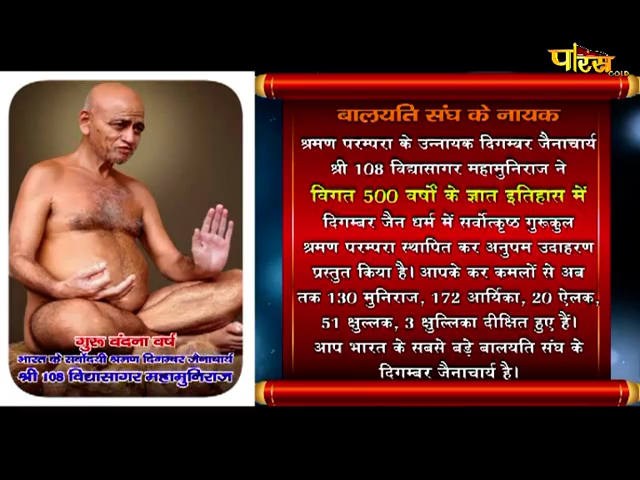 पारस
GOLD
बालयति संघ के नायक
श्रमण परम्परा के उन्नायक दिगम्बर जैनाचार्य
श्री 108 विद्यासागर महामुनिराज ने
विगत 500 वर्षों के ज्ञात इतिहास में
दिगम्बर जैन धर्म में सर्वोत्कृष्ठ गुरूकुल
श्रमण परम्परा स्थापित कर अनुपम उदाहरण
प्रस्तुत किया है। आपके कर कमलों से अब
तक 130 मुनिराज, 172 आर्यिका, 20 ऐलक,
51 क्षुल्लक, 3 क्षुल्लिका दीक्षित हुए हैं।
आप भारत के सबसे बड़े बालयति संघ के
दिगम्बर जैनाचार्य है।
गुरू वंदना वर्ष
भारत के सर्वोदयी श्रमण दिगम्बर जैनाचार्य
श्री 108 विद्यासागर महामुनिराज